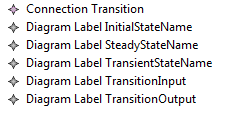 Connection Transition
Diagram Label InitialStateName
Diagram Label SteadyStateName
Diagram Label TransientStateName
Diagram Label TransitionInput
Diagram Label TransitionOutput